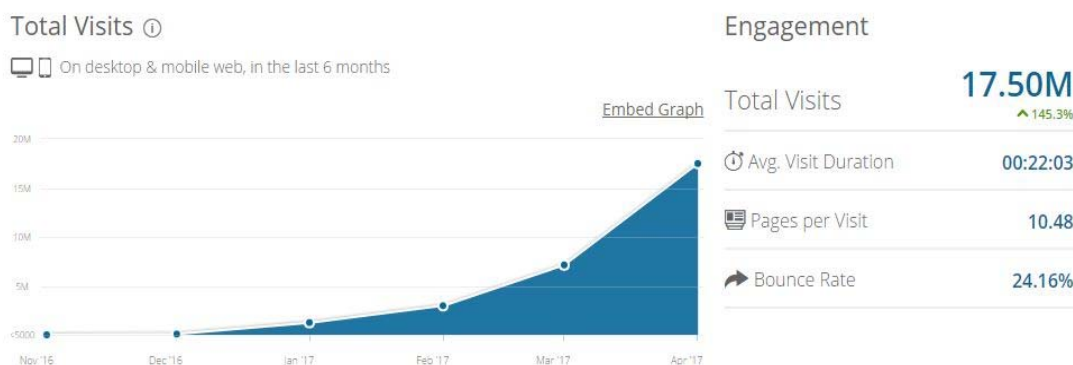 Total Visits
On desktop & mobile web, in the last 6 months
Embed Graph
20M
15M
10M
5M
<5000
Nov '16 Dec '16 Jan '17 Feb '17 Mar '17 Apr '17
Engagement
Total Visits 17.50M
145.3%
Avg. Visit Duration 00:22:03
Pages per Visit 10.48
Bounce Rate 24.16%